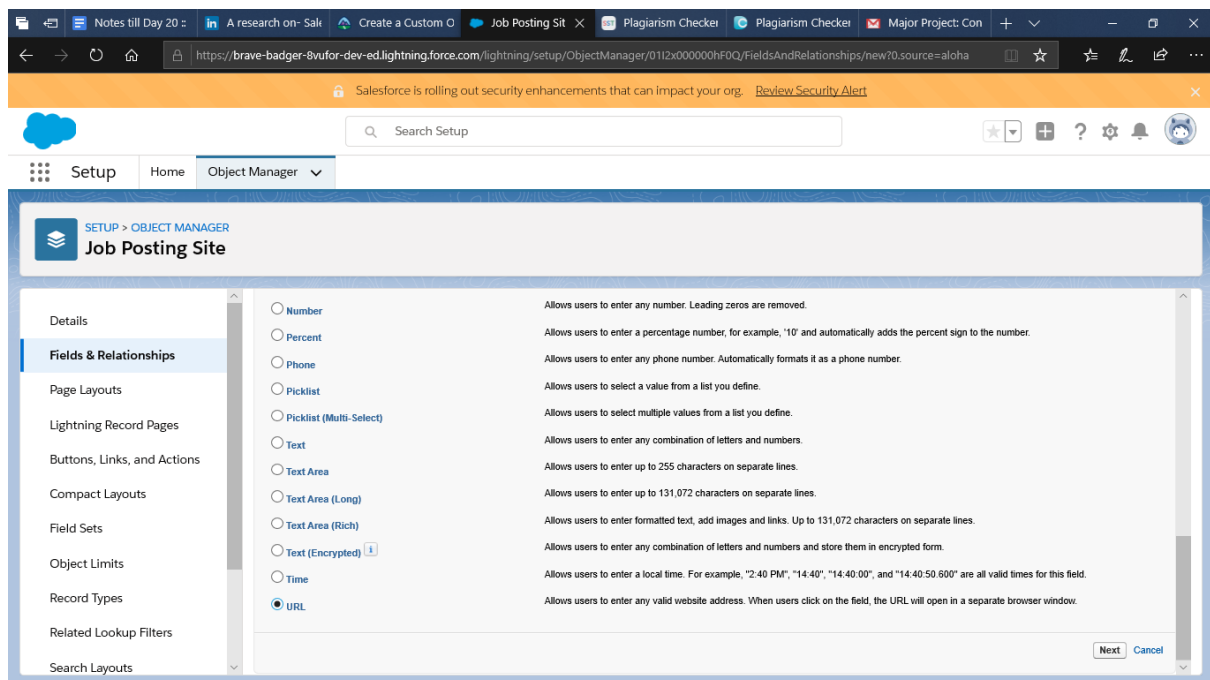 Notes till Day 20 ::
A research on- Sale
Create a Custom O
Job Posting Sit
Plagiarism Checker
Plagiarism Checker
Major Project: Con
https://brave-badger-8vufor-dev-ed.lightning.force.com/lightning/setup/ObjectManager/01I2x000000hF0Q/FieldsAndRelationships/new?0.source=aloha
Salesforce is rolling out security enhancements that can impact your org. Review Security Alert
Search Setup
Setup Home Object Manager
SETUP > OBJECT MANAGER
Job Posting Site
Details
Fields & Relationships
Page Layouts
Lightning Record Pages
Buttons, Links, and Actions
Compact Layouts
Field Sets
Object Limits
Record Types
Related Lookup Filters
Search Layouts
Number Allows users to enter any number. Leading zeros are removed.
Percent Allows users to enter a percentage number, for example, '10' and automatically adds the percent sign to the number.
Phone Allows users to enter any phone number. Automatically formats it as a phone number.
Picklist Allows users to select a value from a list you define.
Picklist (Multi-Select) Allows users to select multiple values from a list you define.
Text Allows users to enter any combination of letters and numbers.
Text Area Allows users to enter up to 255 characters on separate lines.
Text Area (Long) Allows users to enter up to 131,072 characters on separate lines.
Text Area (Rich) Allows users to enter formatted text, add images and links. Up to 131,072 characters on separate lines.
Text (Encrypted) i Allows users to enter any combination of letters and numbers and store them in encrypted form.
Time Allows users to enter a local time. For example, "2:40 PM", "14:40", "14:40:00", and "14:40:50.600" are all valid times for this field.
URL Allows users to enter any valid website address. When users click on the field, the URL will open in a separate browser window.
Next Cancel